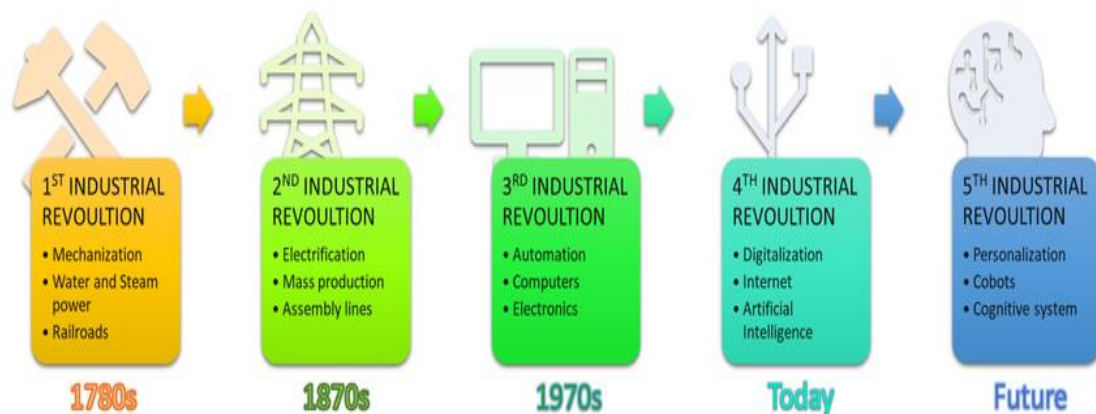 1ST INDUSTRIAL
REVOULTION
• Mechanization
• Water and Steam
power
• Railroads
1780s
2ND INDUSTRIAL
REVOULTION
• Electrification
• Mass production
• Assembly lines
1870s
3RD INDUSTRIAL
REVOULTION
• Automation
• Computers
• Electronics
1970s
4TH INDUSTRIAL
REVOULTION
• Digitalization
• Internet
• Artificial
Intelligence
Today
5TH INDUSTRIAL
REVOULTION
• Personalization
• Cobots
• Cognitive system
Future